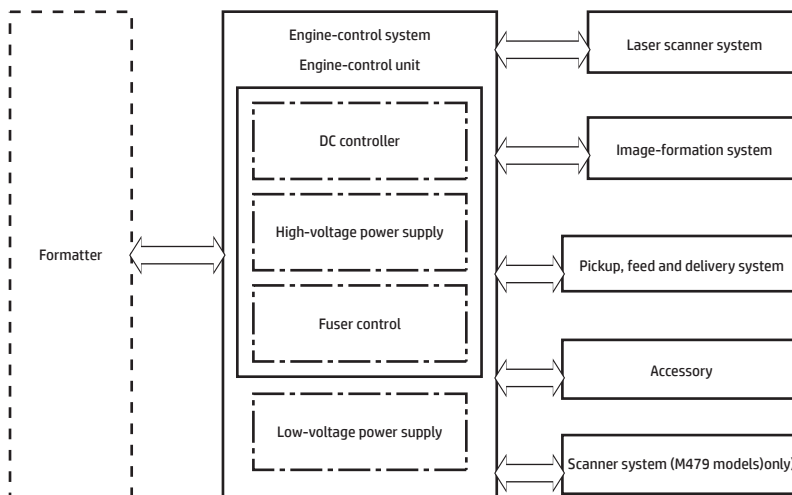 Engine-control system
Engine-control unit
DC controller
High-voltage power supply
Fuser control
Low-voltage power supply
Formatter
Laser scanner system
Image-formation system
Pickup, feed and delivery system
Accessory
Scanner system (M479 models)only)